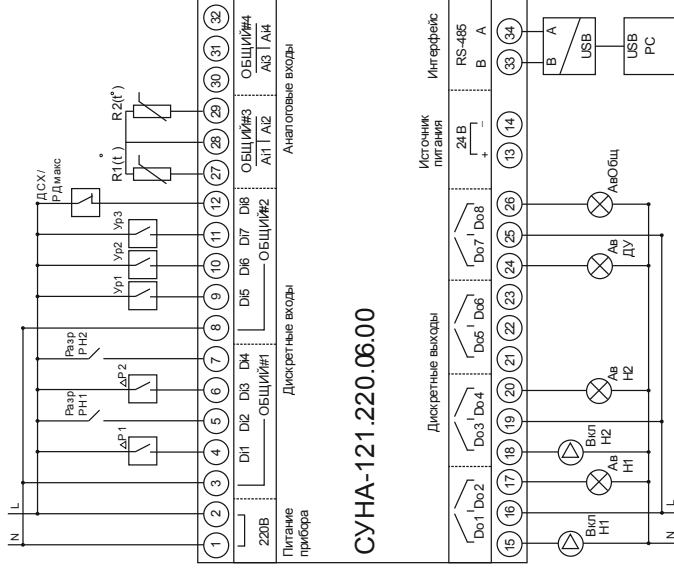 N
L
ΔP1
Разр
РН1
ΔP2
Разр
РН2
Ур1
Ур2
Ур3
ДСХ/
РДмакс
R1(t°)
R2(t°)
1 2 3 4 5 6 7 8 9 10 11 12 27 28 29 30 31 32
220В
Di1 Di2 Di3 Di4
ОБЩИЙ#1
Di5 Di6 Di7 Di8
ОБЩИЙ#2
ОБЩИЙ#3
Ai1 Ai2
ОБЩИЙ#4
Ai3 Ai4
Питание
прибора
Дискретные входы
Аналоговые входы
СУНА-121.220.06.00
Дискретные выходы
Источник
питания
Интерфейс
Do1 Do2 Do3 Do4 Do5 Do6 Do7 Do8
24В
+ –
RS-485
B A
15 16 17 18 19 20 21 22 23 24 25 26 13 14 33 34
Вкл
Н1
Ав
Н1
Вкл
Н2
Ав
Н2
Ав
ДУ
АвОбщ
B A
USB
USB
PC
N
L